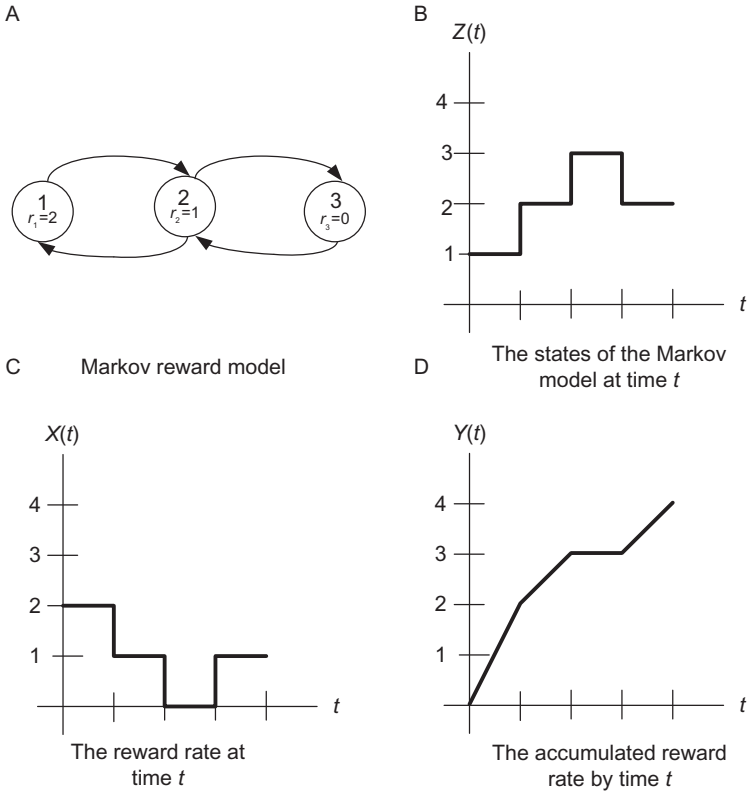 A
1
r₁=2
2
r₂=1
3
r₃=0
Markov reward model
B
Z(t)
4
3
2
1
t
The states of the Markov
model at time t
C
X(t)
4
3
2
1
t
The reward rate at
time t
D
Y(t)
4
3
2
1
t
The accumulated reward
rate by time t